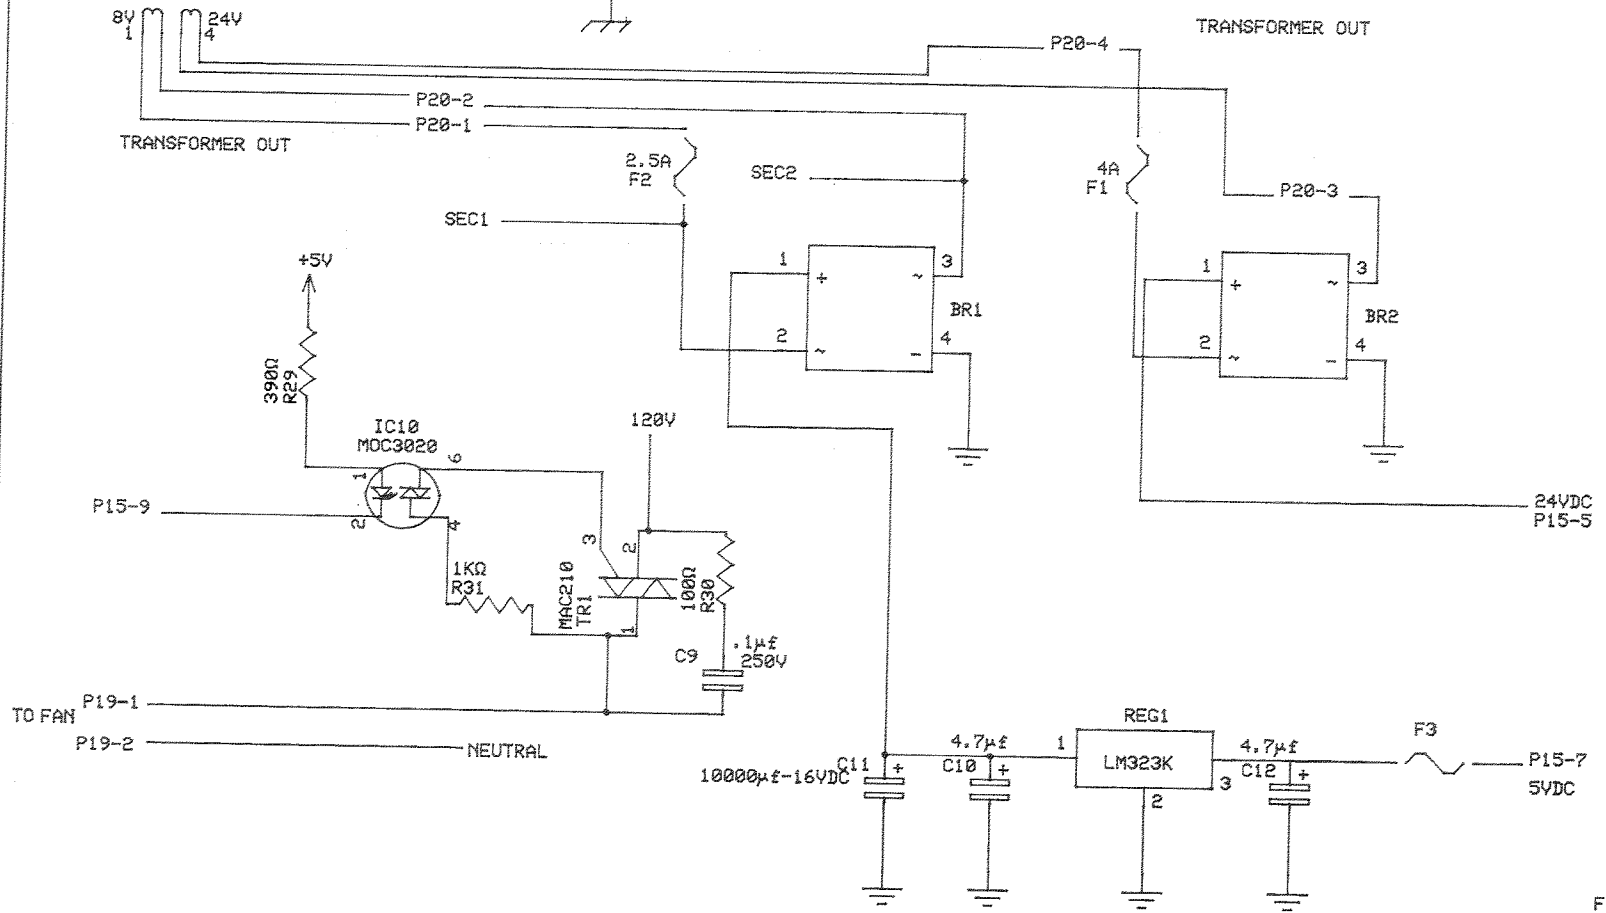 8V
1
24V
4
TRANSFORMER OUT
P20-4
P20-2
P20-1
TRANSFORMER OUT
2.5A
F2
SEC2
4A
F1
P20-3
SEC1
+5V
1
+
~
3
BR1
2
~
-
4
1
+
~
3
BR2
2
~
-
4
390Ω
R29
IC10
MOC3020
120V
1
6
P15-9
2
4
24VDC
P15-5
3
2
1KΩ
R31
MAC210
TR1
100Ω
R30
1
.1µf
250V
C9
TO FAN
P19-1
P19-2
NEUTRAL
REG1
F3
10000µf-16VDC
C11
+
4.7µf
C10
+
1
LM323K
3
2
4.7µf
C12
+
P15-7
5VDC
F